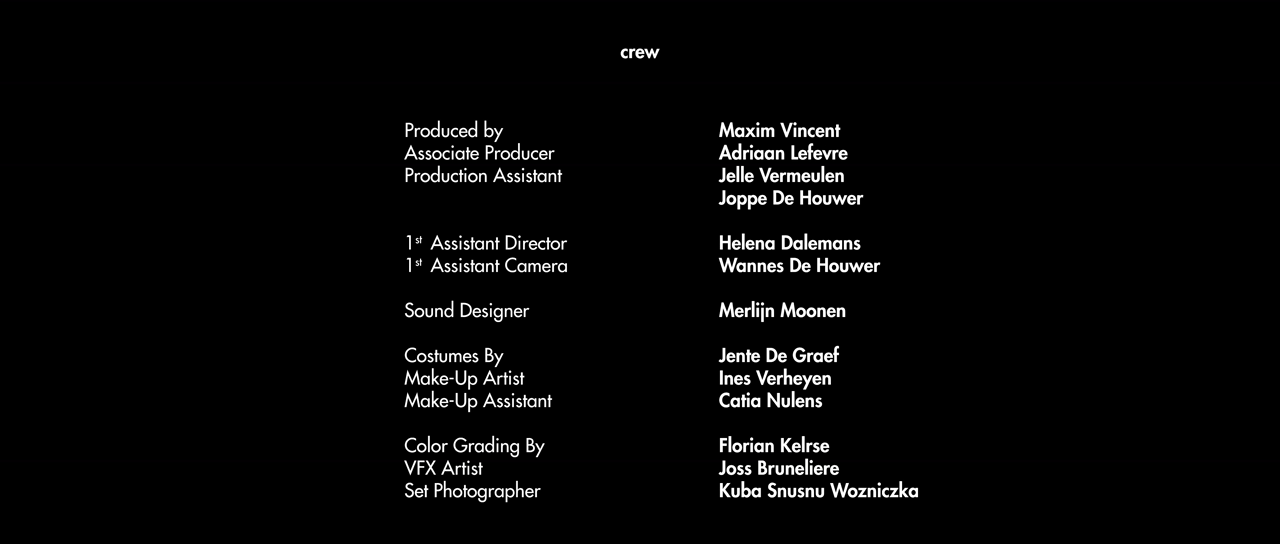 crew
Produced by Maxim Vincent
Associate Producer Adriaan Lefevre
Production Assistant Jelle Vermeulen
Joppe De Houwer
1st Assistant Director Helena Dalemans
1st Assistant Camera Wannes De Houwer
Sound Designer Merlijn Moonen
Costumes By Jente De Graef
Make-Up Artist Ines Verheyen
Make-Up Assistant Catia Nulens
Color Grading By Florian Kelrse
VFX Artist Joss Bruneliere
Set Photographer Kuba Snusnu Wozniczka